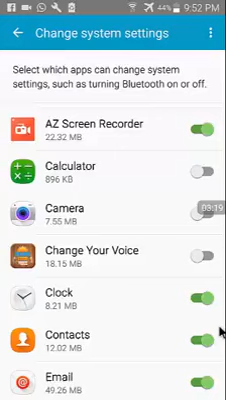 44% 9:52 PM
Change system settings
Select which apps can change
system settings, such as turning Bluetooth on or off.
AZ Screen Recorder
22.32 MB
Calculator
896 KB
Camera
7.55 MB
03:19
Change Your Voice
18.15 MB
Clock
8.21 MB
Contacts
12.02 MB
Email
49.26 MB